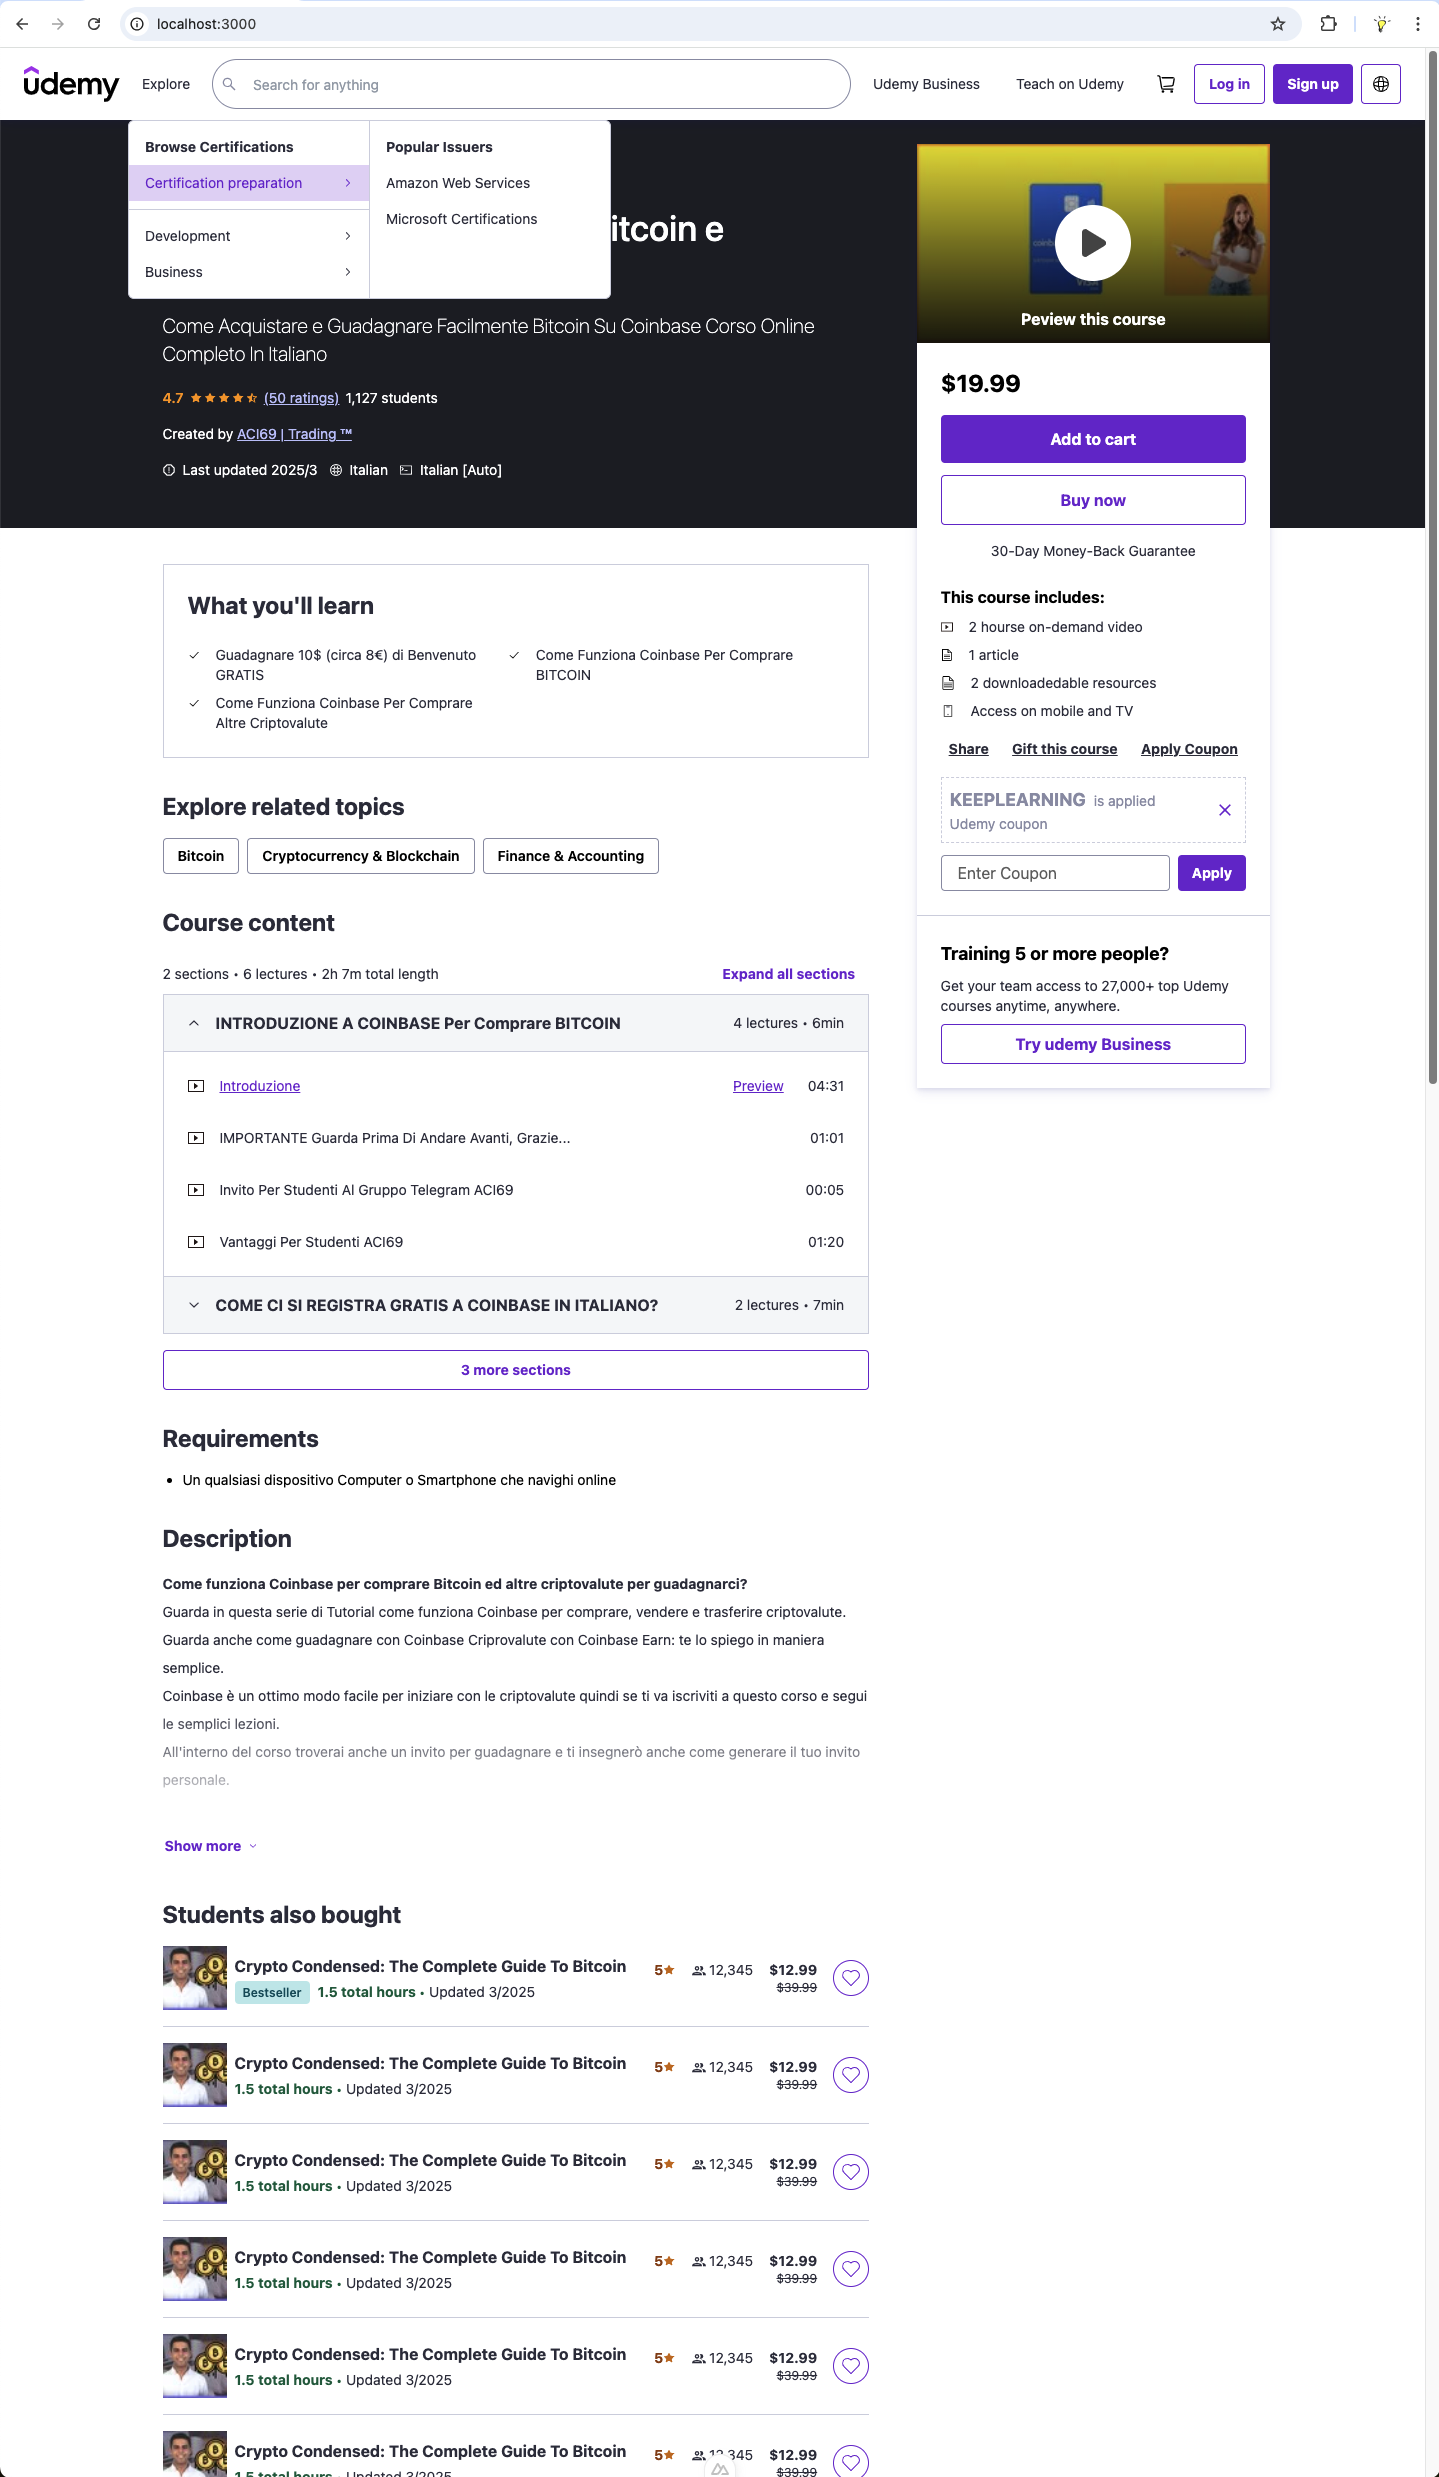 localhost:3000
udemy
Explore
Search for anything
Udemy Business
Teach on Udemy
Log in
Sign up
Browse Certifications
Certification preparation
Development
Business
Popular Issuers
Amazon Web Services
Microsoft Certifications
itcoin e
Come Acquistare e Guadagnare Facilmente Bitcoin Su Coinbase Corso Online
Completo In Italiano
4.7 (50 ratings) 1,127 students
Created by ACI69 | Trading ™
Last updated 2025/3 Italian Italian [Auto]
VISA
Peview this course
$19.99
Add to cart
Buy now
30-Day Money-Back Guarantee
This course includes:
2 hourse on-demand video
1 article
2 downloadedable resources
Access on mobile and TV
Share Gift this course Apply Coupon
KEEPLEARNING is applied
Udemy coupon
Enter Coupon
Apply
Training 5 or more people?
Get your team access to 27,000+ top Udemy
courses anytime, anywhere.
Try udemy Business
What you'll learn
Guadagnare 10$ (circa 8€) di Benvenuto
GRATIS
Come Funziona Coinbase Per Comprare
BITCOIN
Come Funziona Coinbase Per Comprare
Altre Criptovalute
Explore related topics
Bitcoin
Cryptocurrency & Blockchain
Finance & Accounting
Course content
2 sections • 6 lectures • 2h 7m total length
Expand all sections
INTRODUZIONE A COINBASE Per Comprare BITCOIN
4 lectures • 6min
Introduzione Preview 04:31
IMPORTANTE Guarda Prima Di Andare Avanti, Grazie... 01:01
Invito Per Studenti Al Gruppo Telegram ACI69 00:05
Vantaggi Per Studenti ACI69 01:20
COME CI SI REGISTRA GRATIS A COINBASE IN ITALIANO?
2 lectures • 7min
3 more sections
Requirements
• Un qualsiasi dispositivo Computer o Smartphone che navighi online
Description
Come funziona Coinbase per comprare Bitcoin ed altre criptovalute per guadagnarci?
Guarda in questa serie di Tutorial come funziona Coinbase per comprare, vendere e trasferire criptovalute.
Guarda anche come guadagnare con Coinbase Criprovalute con Coinbase Earn: te lo spiego in maniera
semplice.
Coinbase è un ottimo modo facile per iniziare con le criptovalute quindi se ti va iscriviti a questo corso e segui
le semplici lezioni.
All'interno del corso troverai anche un invito per guadagnare e ti insegnerò anche come generare il tuo invito
personale.
Show more
Students also bought
Crypto Condensed: The Complete Guide To Bitcoin 5 12,345 $12.99
Bestseller 1.5 total hours • Updated 3/2025 $39.99
Crypto Condensed: The Complete Guide To Bitcoin 5 12,345 $12.99
1.5 total hours • Updated 3/2025 $39.99
Crypto Condensed: The Complete Guide To Bitcoin 5 12,345 $12.99
1.5 total hours • Updated 3/2025 $39.99
Crypto Condensed: The Complete Guide To Bitcoin 5 12,345 $12.99
1.5 total hours • Updated 3/2025 $39.99
Crypto Condensed: The Complete Guide To Bitcoin 5 12,345 $12.99
1.5 total hours • Updated 3/2025 $39.99
Crypto Condensed: The Complete Guide To Bitcoin 5 12,345 $12.99
1.5 total hours • Updated 3/2025 $39.99